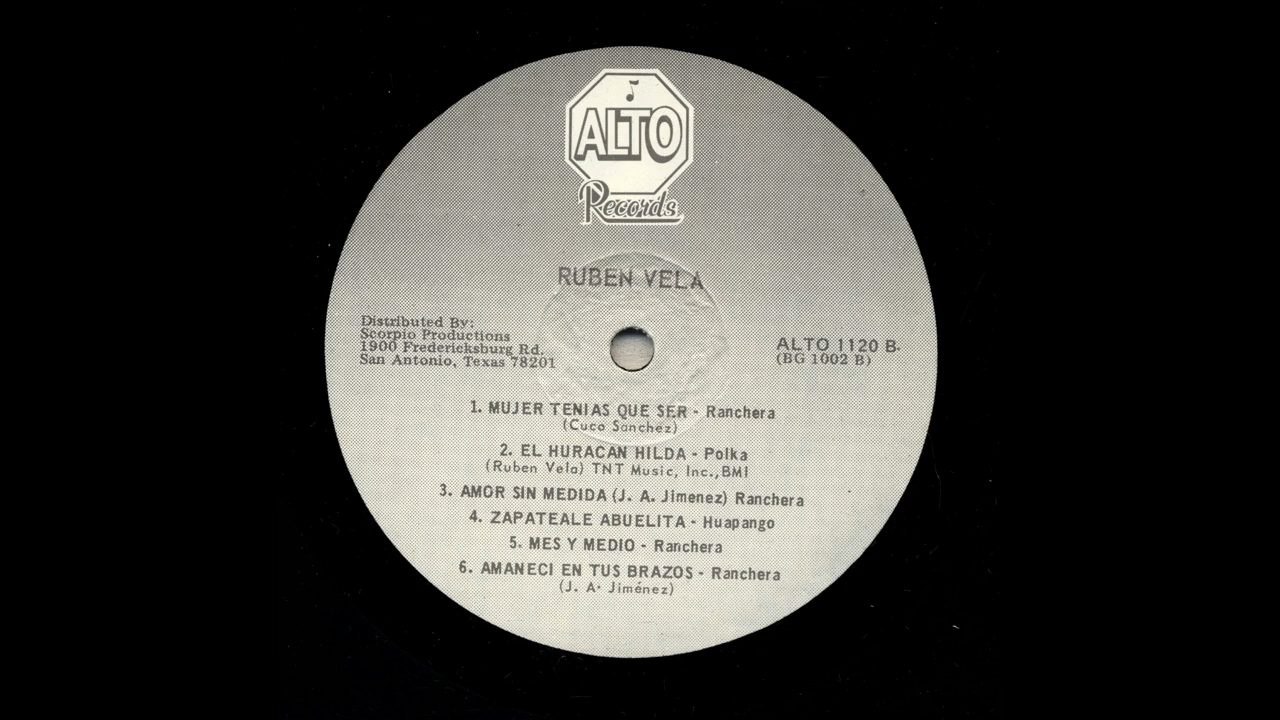 ALTO
Records
RUBEN VELA
Distributed By:
Scorpio Productions
1900 Fredericksburg Rd.
San Antonio, Texas 78201
ALTO 1120 B
(BG 1002 B)
1. MUJER TENIAS QUE SER - Ranchera
(Cuco Sanchez)
2. EL HURACAN HILDA - Polka
(Ruben Vela) TNT Music, Inc., BMI
3. AMOR SIN MEDIDA (J. A. Jimenez) Ranchera
4. ZAPATEALE ABUELITA - Huapango
5. MES Y MEDIO - Ranchera
6. AMANECI EN TUS BRAZOS - Ranchera
(J. A. Jiménez)